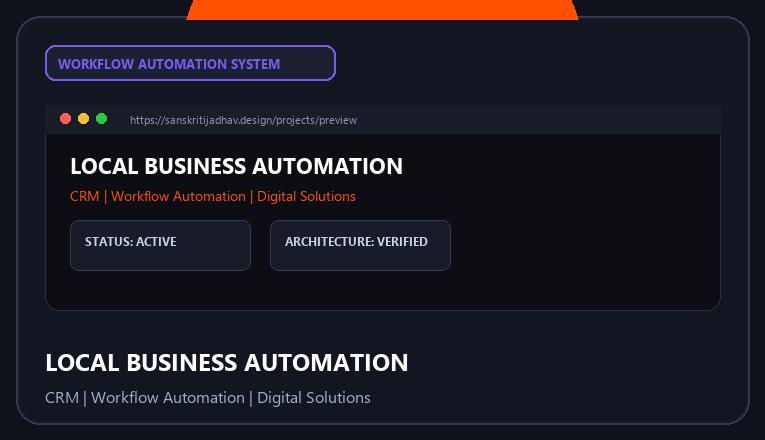 WORKFLOW AUTOMATION SYSTEM
https://sanskritijadhav.design/projects/preview
LOCAL BUSINESS AUTOMATION
CRM | Workflow Automation | Digital Solutions
STATUS: ACTIVE
ARCHITECTURE: VERIFIED
LOCAL BUSINESS AUTOMATION
CRM | Workflow Automation | Digital Solutions